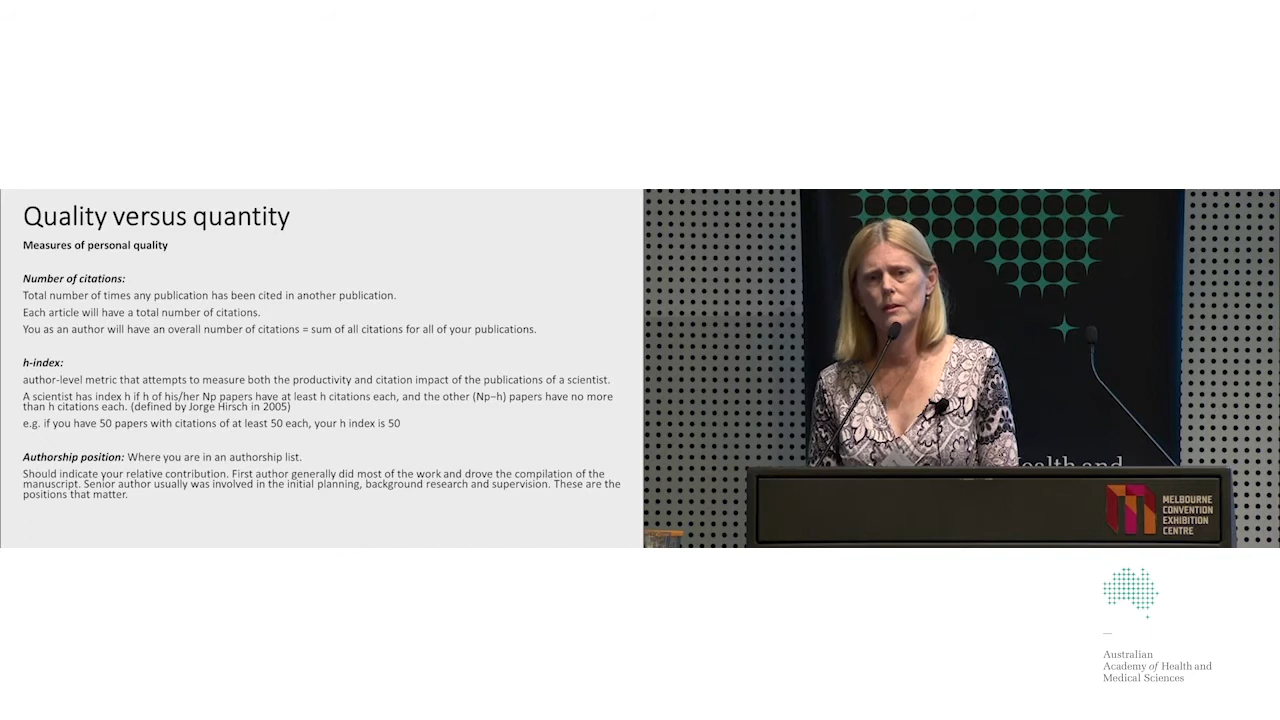 Quality versus quantity
Measures of personal quality
Number of citations:
Total number of times any publication has been cited in another publication.
Each article will have a total number of citations.
You as an author will have an overall number of citations = sum of all citations for all of your publications.
h-index:
author-level metric that attempts to measure both the productivity and citation impact of the publications of a scientist.
A scientist has index h if h of his/her Np papers have at least h citations each, and the other (Np−h) papers have no more
than h citations each. (defined by Jorge Hirsch in 2005)
e.g. if you have 50 papers with citations of at least 50 each, your h index is 50
Authorship position: Where you are in an authorship list.
Should indicate your relative contribution. First author generally did most of the work and drove the compilation of the
manuscript. Senior author usually was involved in the initial planning, background research and supervision. These are the
positions that matter.
and
MELBOURNE
CONVENTION
EXHIBITION
CENTRE
Australian
Academy of Health and
Medical Sciences